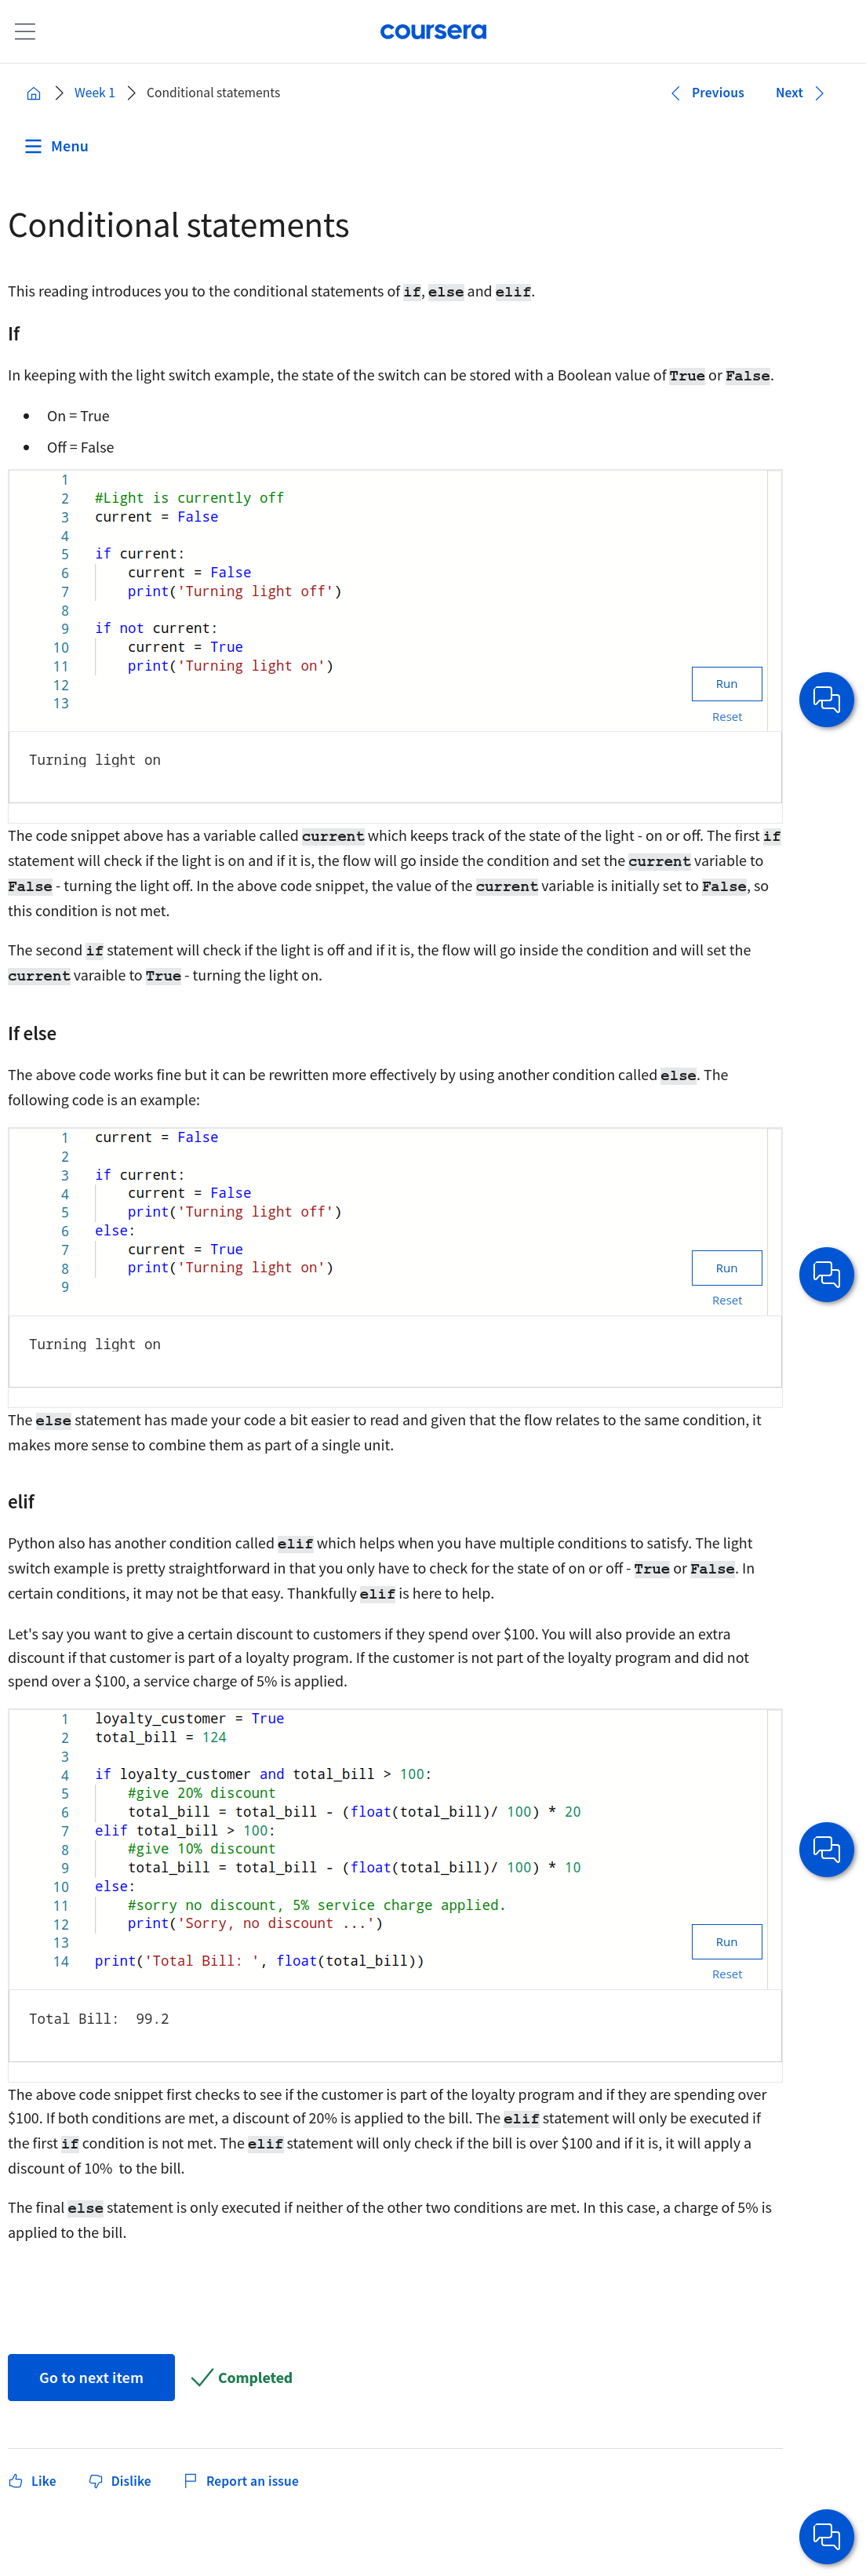 coursera
Week 1
Conditional statements
Previous
Next
Menu
Conditional statements
This reading introduces you to the conditional statements of if, else and elif.
If
In keeping with the light switch example, the state of the switch can be stored with a Boolean value of True or False.
• On = True
• Off = False
1
2 #Light is currently off
3 current = False
4
5 if current:
6 current = False
7 print('Turning light off')
8
9 if not current:
10 current = True
11 print('Turning light on')
12
13
Run
Reset
Turning light on
The code snippet above has a variable called current which keeps track of the state of the light - on or off. The first if
statement will check if the light is on and if it is, the flow will go inside the condition and set the current variable to
False - turning the light off. In the above code snippet, the value of the current variable is initially set to False, so
this condition is not met.
The second if statement will check if the light is off and if it is, the flow will go inside the condition and will set the
current varaible to True - turning the light on.
If else
The above code works fine but it can be rewritten more effectively by using another condition called else. The
following code is an example:
1 current = False
2
3 if current:
4 current = False
5 print('Turning light off')
6 else:
7 current = True
8 print('Turning light on')
9
Run
Reset
Turning light on
The else statement has made your code a bit easier to read and given that the flow relates to the same condition, it
makes more sense to combine them as part of a single unit.
elif
Python also has another condition called elif which helps when you have multiple conditions to satisfy. The light
switch example is pretty straightforward in that you only have to check for the state of on or off - True or False. In
certain conditions, it may not be that easy. Thankfully elif is here to help.
Let's say you want to give a certain discount to customers if they spend over $100. You will also provide an extra
discount if that customer is part of a loyalty program. If the customer is not part of the loyalty program and did not
spend over a $100, a service charge of 5% is applied.
1 loyalty_customer = True
2 total_bill = 124
3
4 if loyalty_customer and total_bill > 100:
5 #give 20% discount
6 total_bill = total_bill - (float(total_bill)/ 100) * 20
7 elif total_bill > 100:
8 #give 10% discount
9 total_bill = total_bill - (float(total_bill)/ 100) * 10
10 else:
11 #sorry no discount, 5% service charge applied.
12 print('Sorry, no discount ...')
13
14 print('Total Bill: ', float(total_bill))
Run
Reset
Total Bill:  99.2
The above code snippet first checks to see if the customer is part of the loyalty program and if they are spending over
$100. If both conditions are met, a discount of 20% is applied to the bill. The elif statement will only be executed if
the first if condition is not met. The elif statement will only check if the bill is over $100 and if it is, it will apply a
discount of 10%  to the bill.
The final else statement is only executed if neither of the other two conditions are met. In this case, a charge of 5% is
applied to the bill.
Go to next item
Completed
Like
Dislike
Report an issue